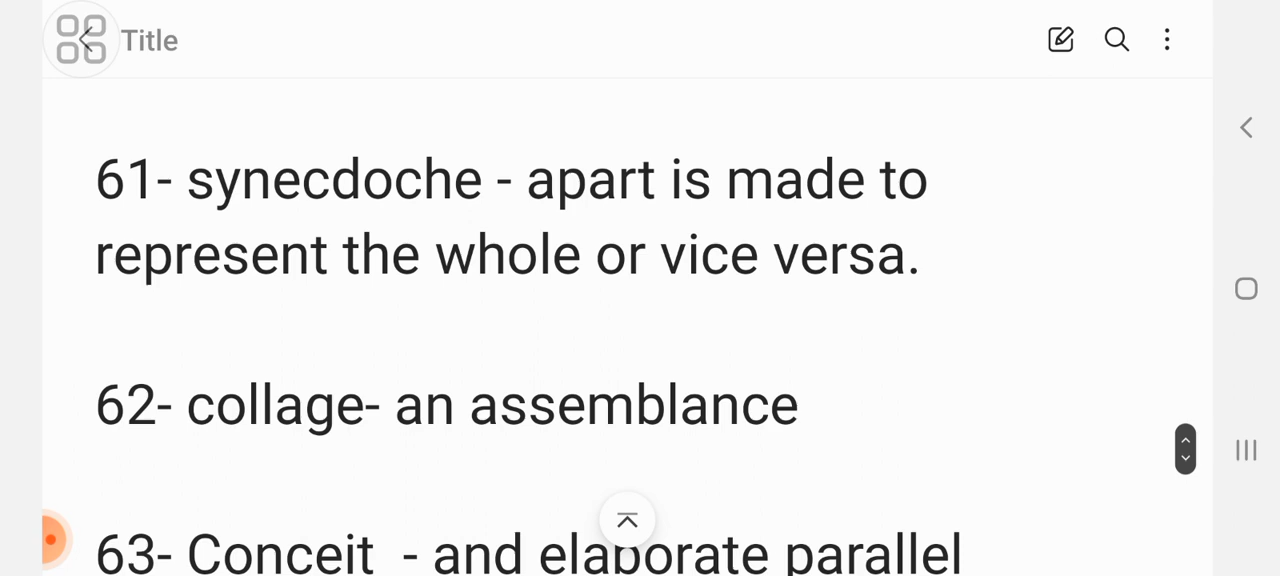 Title
61- synecdoche - apart is made to
represent the whole or vice versa.
62- collage- an assemblance
63- Conceit - and elaborate parallel